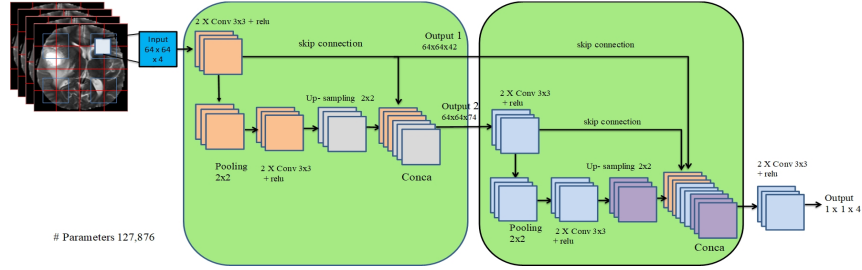 2 X Conv 3x3 + relu
Input
64 x 64
x 4
skip connection
Output 1
64x64x42
skip connection
Up- sampling 2x2
Output 2
64x64x74
2 X Conv 3x3
+ relu
skip connection
Pooling
2x2
2 X Conv 3x3
+ relu
Conca
Up- sampling 2x2
2 X Conv 3x3
+ relu
Output
1 x 1 x 4
Pooling
2x2
2 X Conv 3x3
+ relu
Conca
# Parameters 127,876